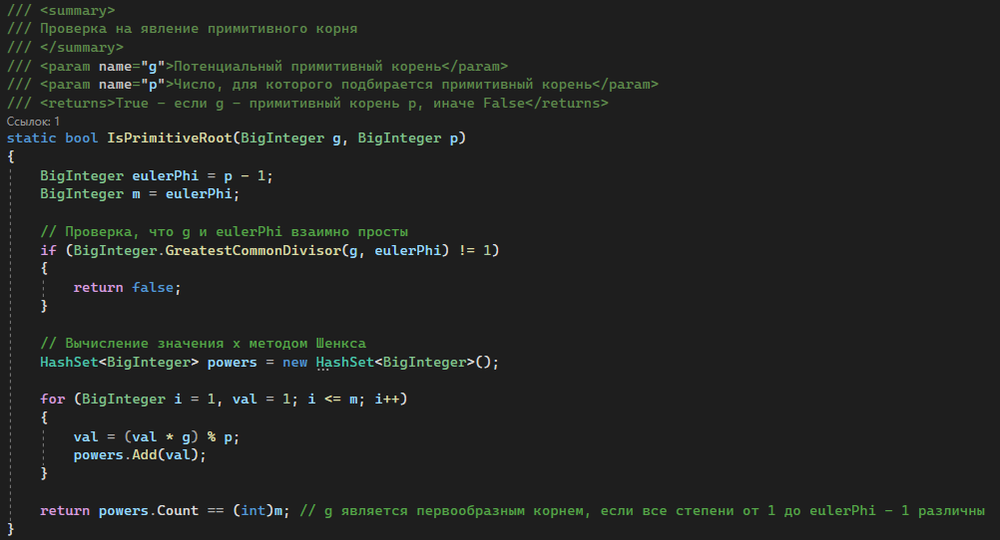 /// <summary>
/// Проверка на явление примитивного корня
/// </summary>
/// <param name="g">Потенциальный примитивный корень</param>
/// <param name="p">Число, для которого подбирается примитивный корень</param>
/// <returns>True – если g – примитивный корень p, иначе False</returns>
Ссылок: 1
static bool IsPrimitiveRoot(BigInteger g, BigInteger p)
{
BigInteger eulerPhi = p - 1;
BigInteger m = eulerPhi;
// Проверка, что g и eulerPhi взаимно просты
if (BigInteger.GreatestCommonDivisor(g, eulerPhi) != 1)
{
return false;
}
// Вычисление значения x методом Шенкса
HashSet<BigInteger> powers = new HashSet<BigInteger>();
for (BigInteger i = 1, val = 1; i <= m; i++)
{
val = (val * g) % p;
powers.Add(val);
}
return powers.Count == (int)m; // g является первообразным корнем, если все степени от 1 до eulerPhi - 1 различны
}